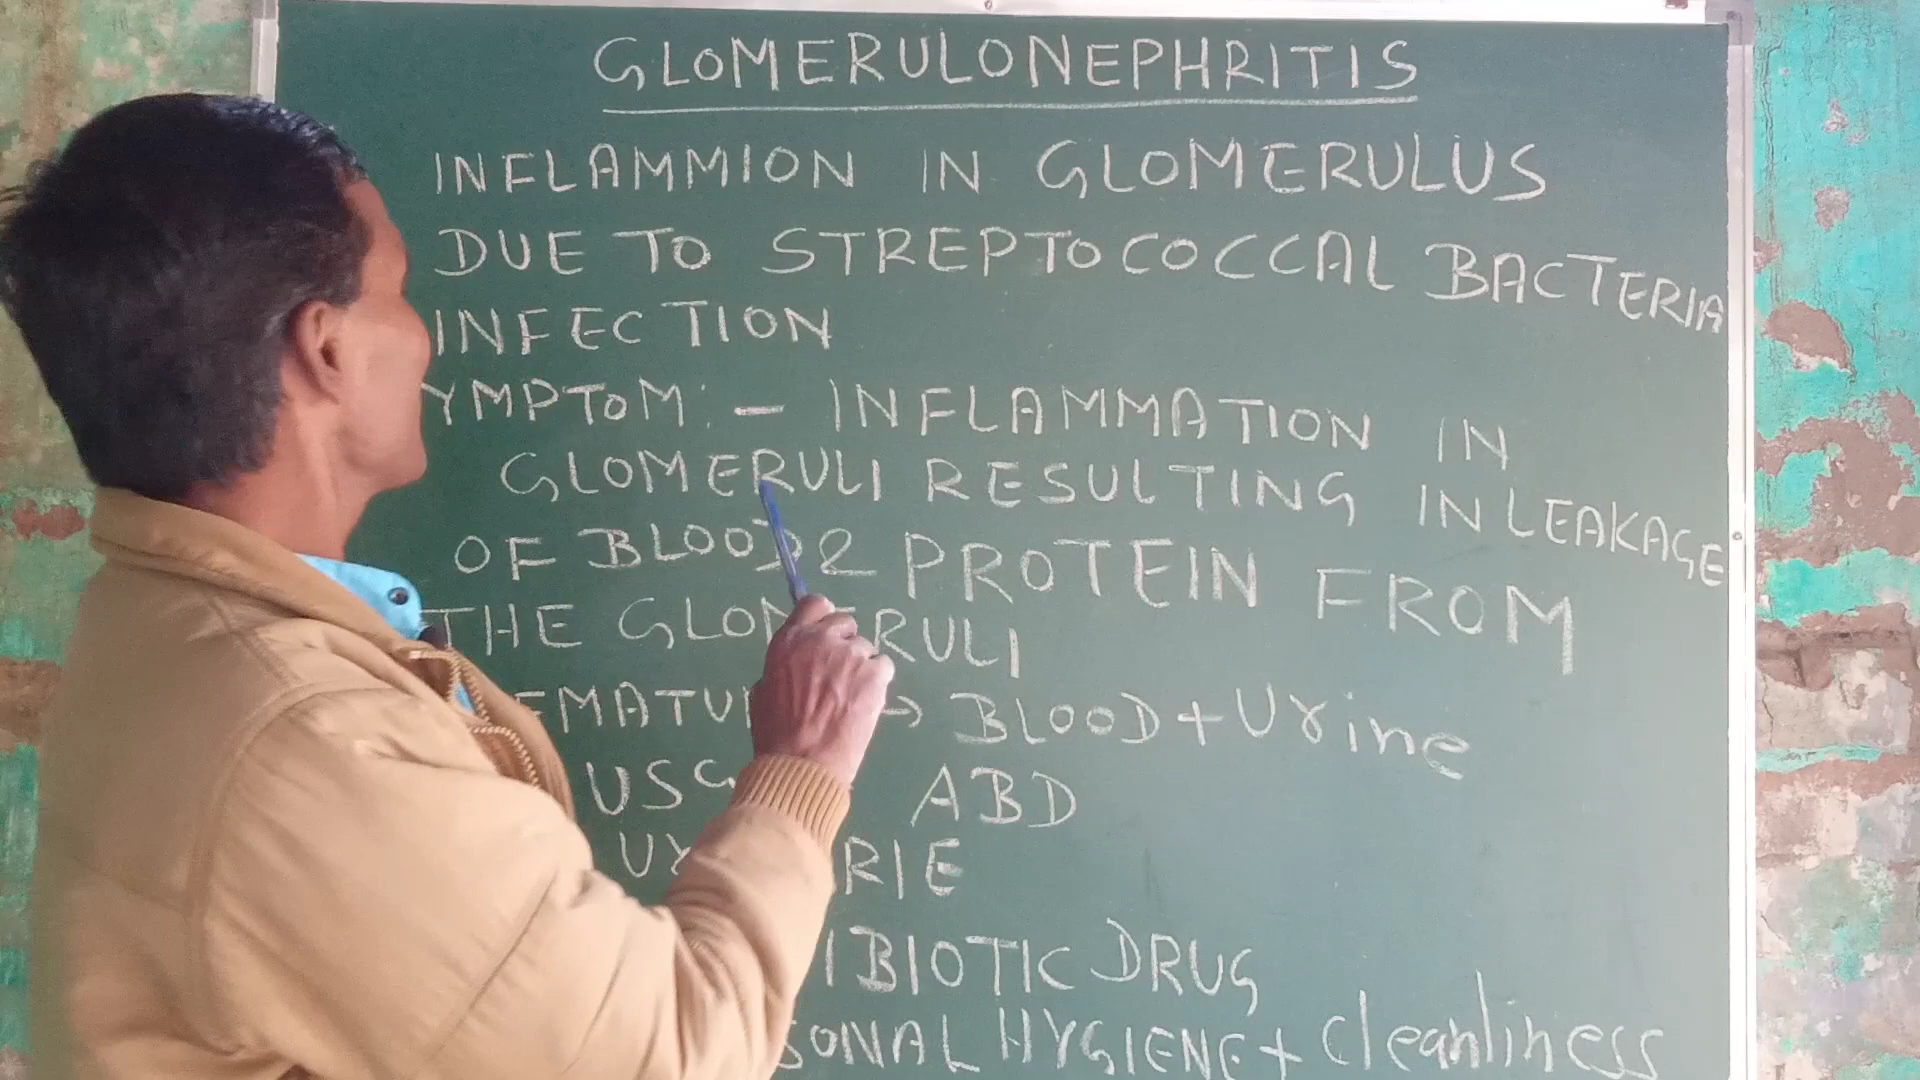 GLOMERULONEPHRITIS
INFLAMMION IN GLOMERULUS
DUE TO STREPTOCOCCAL BACTERIA
INFECTION
YMPTOM: - INFLAMMATION IN
GLOMERULI RESULTING IN LEAKAGE
OF BLOOD & PROTEIN FROM
THE GLOMERULI
EMATU → BLOOD + Urine
USG ABD
RIE
IBIOTIC DRUG
SONAL HYGIENE + Cleanliness